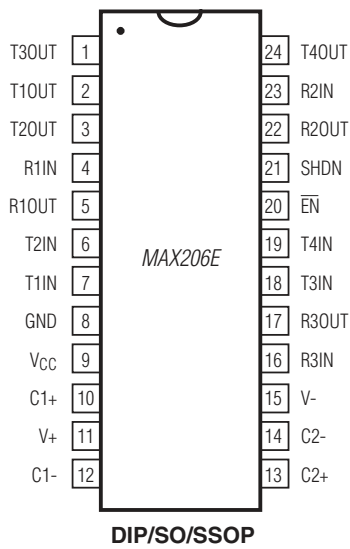 T3OUT 1 24 T4OUT
T1OUT 2 23 R2IN
T2OUT 3 22 R2OUT
R1IN 4 21 SHDN
R1OUT 5 20 E̅N̅
T2IN 6 19 T4IN
MAX206E
T1IN 7 18 T3IN
GND 8 17 R3OUT
VCC 9 16 R3IN
C1+ 10 15 V-
V+ 11 14 C2-
C1- 12 13 C2+
DIP/SO/SSOP